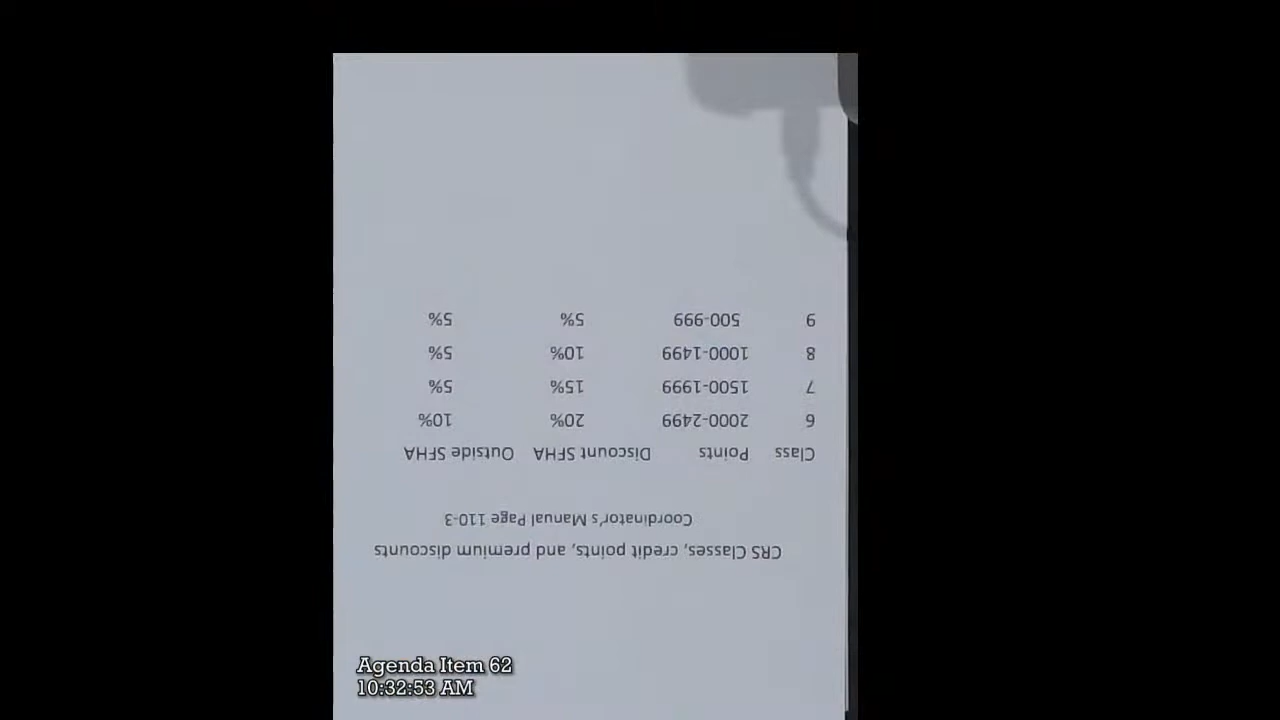 CRS Classes, credit points, and premium discounts
Coordinator's Manual Page 110-3
Class Points Discount SFHA Outside SFHA
6 2000-2499 20% 10%
7 1500-1999 15% 5%
8 1000-1499 10% 5%
9 500-999 5% 5%
Agenda Item 62
10:32:53 AM